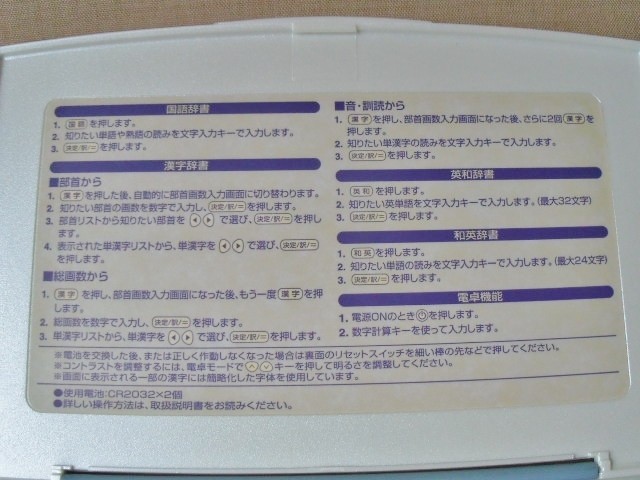 国語辞書
1. 国語 を押します。
2. 知りたい単語や熟語の読みを文字入力キーで入力します。
3. 決定/訳/= を押します。
漢字辞書
■部首から
1. 漢字 を押した後、自動的に部首画数入力画面に切り替わります。
2. 知りたい部首の画数を数字で入力し、決定/訳/= を押します。
3. 部首リストから知りたい部首を ◀ ▶ で選び、決定/訳/= を押し
ます。
4. 表示された単漢字リストから、単漢字を ◀ ▶ で選び、決定/訳/=
を押します。
■総画数から
1. 漢字 を押し、部首画数入力画面になった後、もう一度 漢字 を押
します。
2. 総画数を数字で入力し、決定/訳/= を押します。
3. 単漢字リストから、単漢字を ◀ ▶ で選び、決定/訳/= を押します。
■音・訓読から
1. 漢字 を押し、部首画数入力画面になった後、さらに2回 漢字 を
押します。
2. 知りたい単漢字の読みを文字入力キーで入力します。
3. 決定/訳/= を押します。
英和辞書
1. 英和 を押します。
2. 知りたい英単語を文字入力キーで入力します。(最大32文字)
3. 決定/訳/= を押します。
和英辞書
1. 和英 を押します。
2. 知りたい単語の読みを文字入力キーで入力します。(最大24文字)
3. 決定/訳/= を押します。
電卓機能
1. 電源ONのとき⏻を押します。
2. 数字計算キーを使って入力します。
※電池を交換した後、または正しく作動しなくなった場合は裏面のリセットスイッチを細い棒の先などで押してください。
※コントラストを調整するには、電卓モードで ︿ ﹀ キーを押して明るさを調整してください。
※画面に表示される一部の漢字には簡略化した字体を使用しています。
●使用電池:CR2032×2個
●詳しい操作方法は、取扱説明書をお読みください。